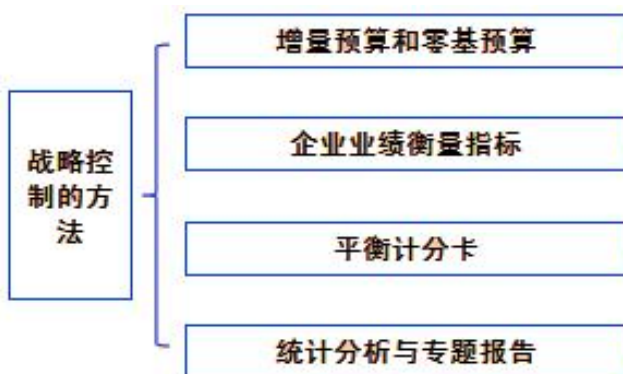 战略控
制的方
法
增量预算和零基预算
企业业绩衡量指标
平衡计分卡
统计分析与专题报告